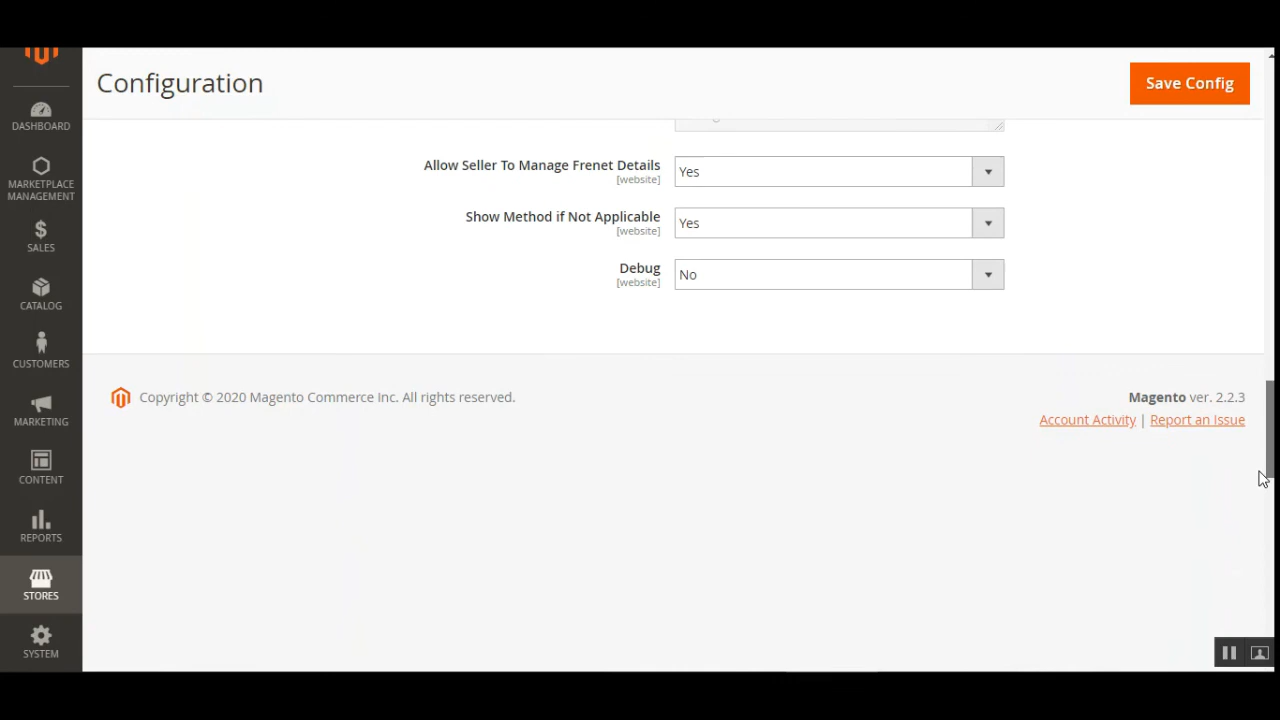 Configuration
Save Config
DASHBOARD
MARKETPLACE
MANAGEMENT
SALES
CATALOG
CUSTOMERS
MARKETING
CONTENT
REPORTS
STORES
SYSTEM
Allow Seller To Manage Frenet Details
[website]
Yes
Show Method if Not Applicable
[website]
Yes
Debug
[website]
No
Copyright © 2020 Magento Commerce Inc. All rights reserved.
Magento ver. 2.2.3
Account Activity | Report an Issue